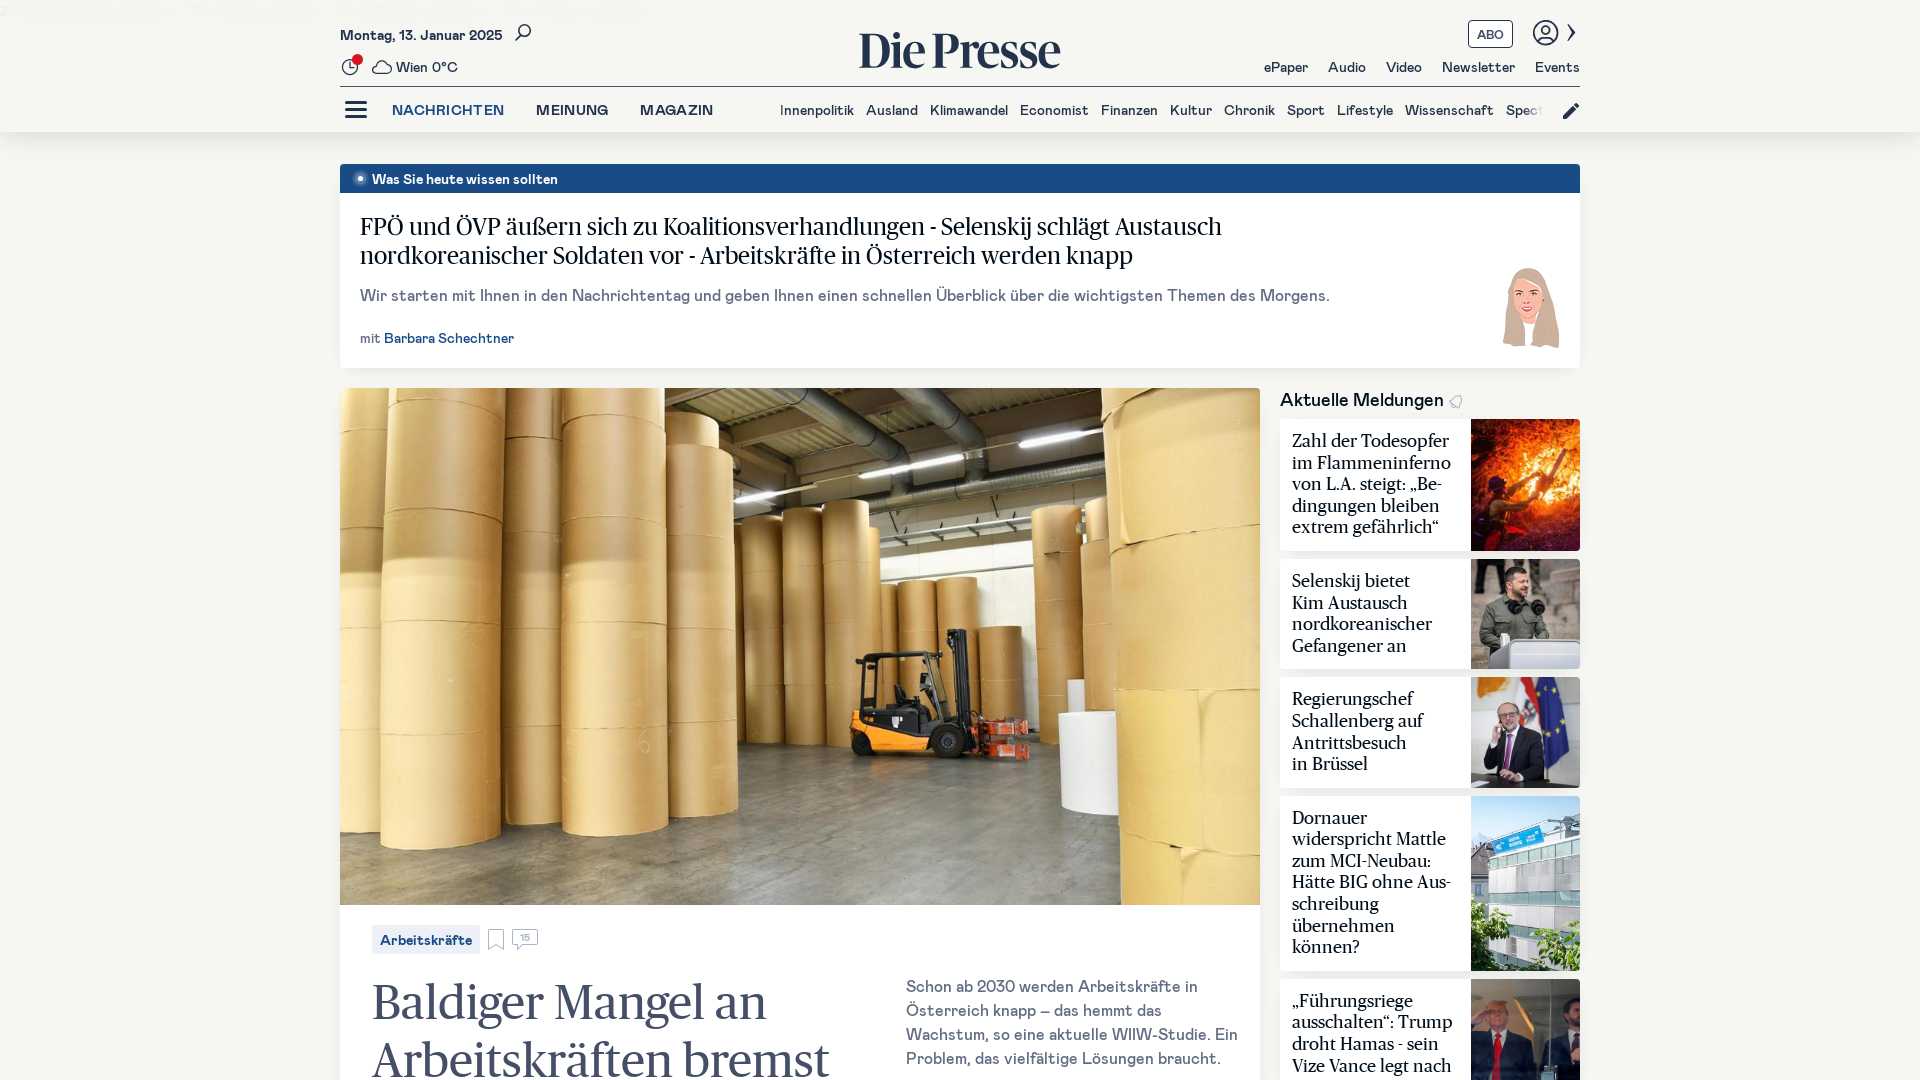 Montag, 13. Januar 2025
Wien 0°C
Die Presse
ABO
ePaper Audio Video Newsletter Events
NACHRICHTEN MEINUNG MAGAZIN
Innenpolitik Ausland Klimawandel Economist Finanzen Kultur Chronik Sport Lifestyle Wissenschaft Spect
Was Sie heute wissen sollten
FPÖ und ÖVP äußern sich zu Koalitionsverhandlungen - Selenskij schlägt Austausch
nordkoreanischer Soldaten vor - Arbeitskräfte in Österreich werden knapp
Wir starten mit Ihnen in den Nachrichtentag und geben Ihnen einen schnellen Überblick über die wichtigsten Themen des Morgens.
mit Barbara Schechtner
Arbeitskräfte
15
Baldiger Mangel an
Arbeitskräften bremst
Schon ab 2030 werden Arbeitskräfte in
Österreich knapp – das hemmt das
Wachstum, so eine aktuelle WIIW-Studie. Ein
Problem, das vielfältige Lösungen braucht.
Aktuelle Meldungen
Zahl der Todesopfer
im Flammeninferno
von L.A. steigt: „Be-
dingungen bleiben
extrem gefährlich“
Selenskij bietet
Kim Austausch
nordkoreanischer
Gefangener an
Regierungschef
Schallenberg auf
Antrittsbesuch
in Brüssel
Dornauer
widerspricht Mattle
zum MCI-Neubau:
Hätte BIG ohne Aus-
schreibung
übernehmen
können?
„Führungsriege
ausschalten“: Trump
droht Hamas - sein
Vize Vance legt nach